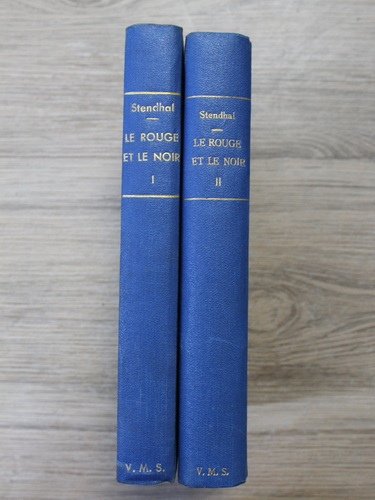 Stendhal
LE ROUGE
ET LE NOIR
I
V. M. S.
Stendhal
LE ROUGE
ET LE NOIR
II
V. M. S.